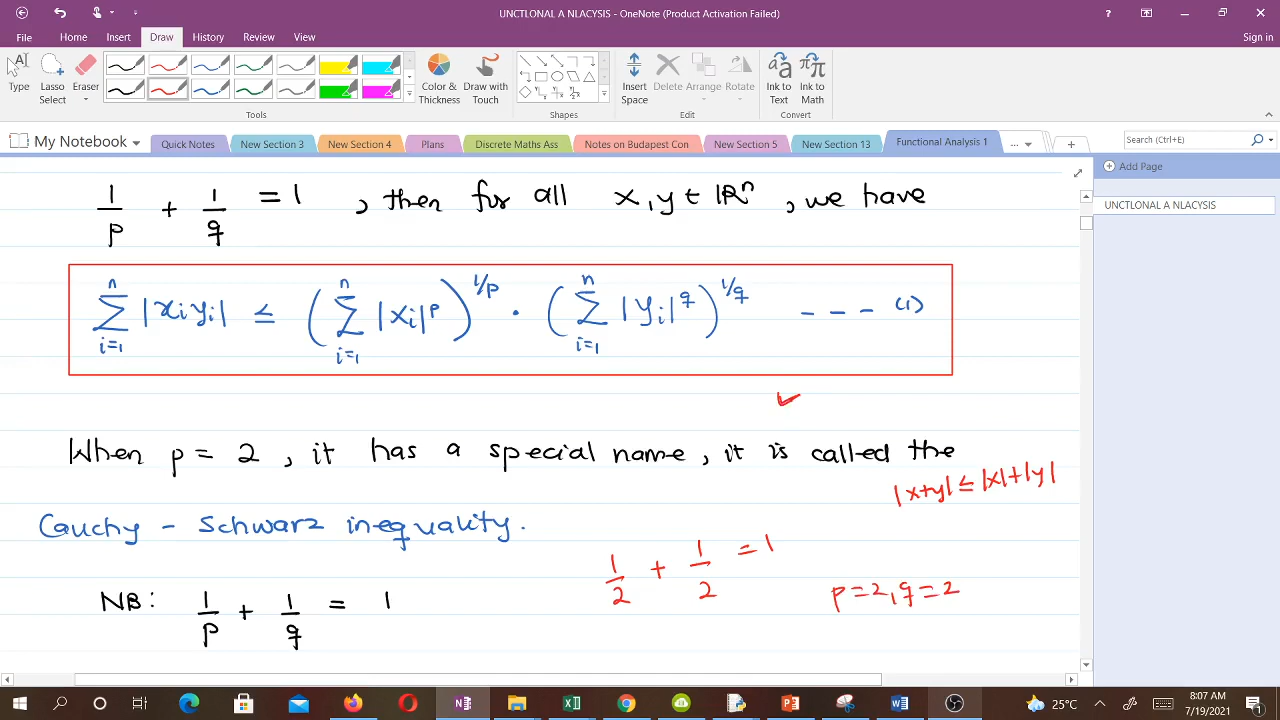 UNCTLONAL A NLACYSIS - OneNote (Product Activation Failed)
File Home Insert Draw History Review View Sign in
Type Lasso Select Eraser Color & Thickness Draw with Touch Insert Space Delete Arrange Rotate Ink to Text Ink to Math
Tools Shapes Edit Convert
My Notebook Quick Notes New Section 3 New Section 4 Plans Discrete Maths Ass Notes on Budapest Con New Section 5 New Section 13 Functional Analysis 1 ... + Search (Ctrl+E)
Add Page
UNCTLONAL A NLACYSIS
1/p + 1/q = 1 , then for all x, y ∈ ℝⁿ , we have
∑_{i=1}^{n} |xᵢyᵢ| ≤ (∑_{i=1}^{n} |xᵢ|^p)^{1/p} · (∑_{i=1}^{n} |yᵢ|^q)^{1/q} - - - - (1)
When p = 2 , it has a special name, it is called the
|x+y| ≤ |x|+|y|
Cauchy - Schwarz inequality.
1/2 + 1/2 = 1
p = 2, q = 2
NB: 1/p + 1/q = 1
25°C 8:07 AM
7/19/2021